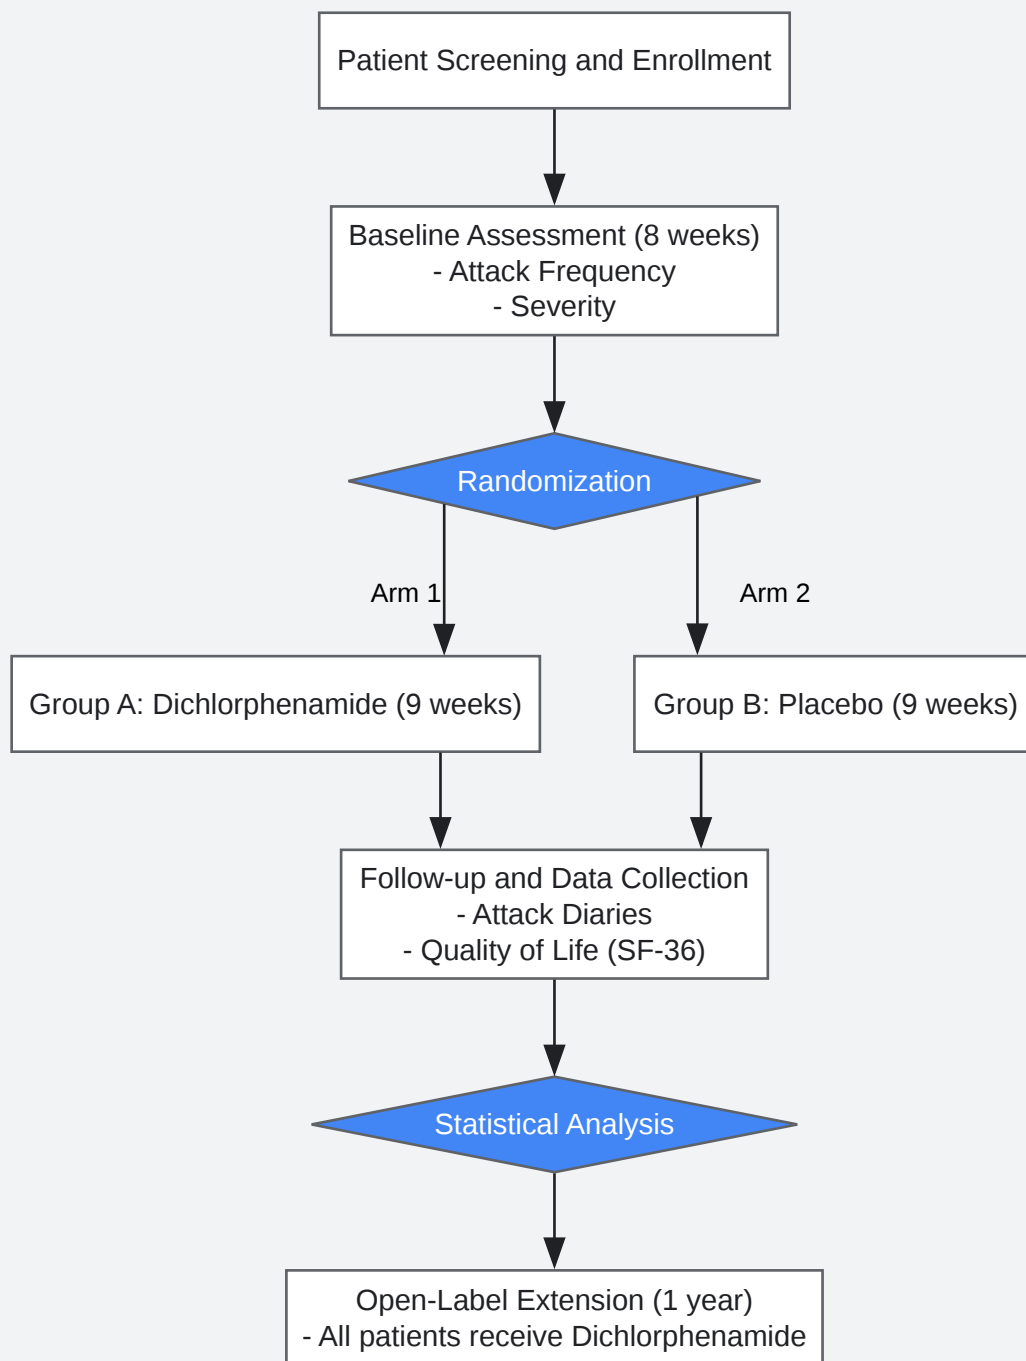 Patient Screening and Enrollment
Baseline Assessment (8 weeks)
- Attack Frequency
- Severity
Randomization
Arm 1
Arm 2
Group A: Dichlorphenamide (9 weeks)
Group B: Placebo (9 weeks)
Follow-up and Data Collection
- Attack Diaries
- Quality of Life (SF-36)
Statistical Analysis
Open-Label Extension (1 year)
- All patients receive Dichlorphenamide